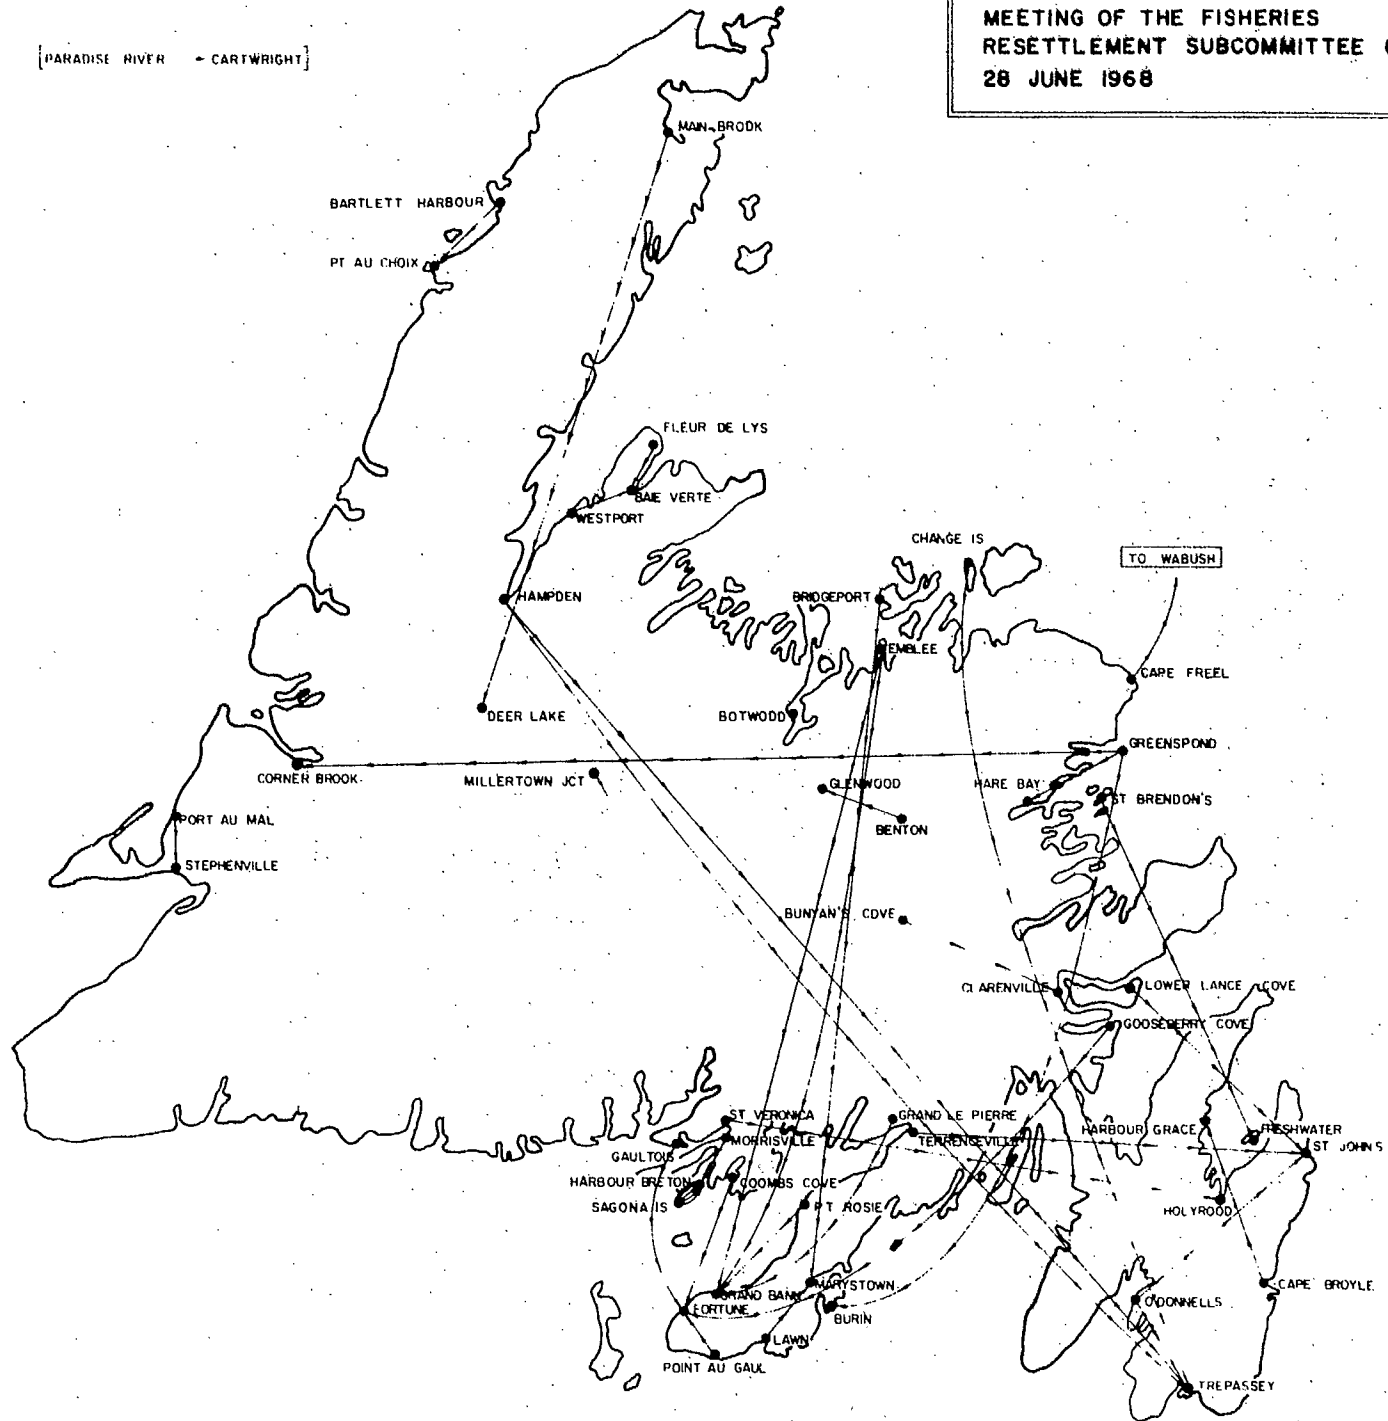 MEETING OF THE FISHERIES
RESETTLEMENT SUBCOMMITTEE
28 JUNE 1968
[PARADISE RIVER CARTWRIGHT]
MAIN BROOK
BARTLETT HARBOUR
PT AU CHOIX
FLEUR DE LYS
BAIE VERTE
WESTPORT
CHANGE IS
TO WABUSH
HAMPDEN
BRIDGEPORT
EMBLEE
CAPE FREEL
DEER LAKE
BOTWOOD
GREENSPOND
CORNER BROOK
MILLERTOWN JCT
GLENWOOD
HARE BAY
ST BRENDON'S
PORT AU MAL
BENTON
STEPHENVILLE
BUNYAN'S COVE
CLARENVILLE
LOWER LANCE COVE
GOOSEBERRY COVE
ST VERONICA
GRAND LE PIERRE
HARBOUR GRACE
FRESHWATER
MORRISVILLE
TERRENCEVILLE
ST JOHN'S
GAULTOIS
HARBOUR BRETON
COOMBS COVE
SAGONA IS
PT ROSIE
HOLYROOD
MARYSTOWN
CAPE BROYLE
GRAND BANK
O'DONNELLS
FORTUNE
BURIN
LAWN
POINT AU GAUL
TREPASSEY